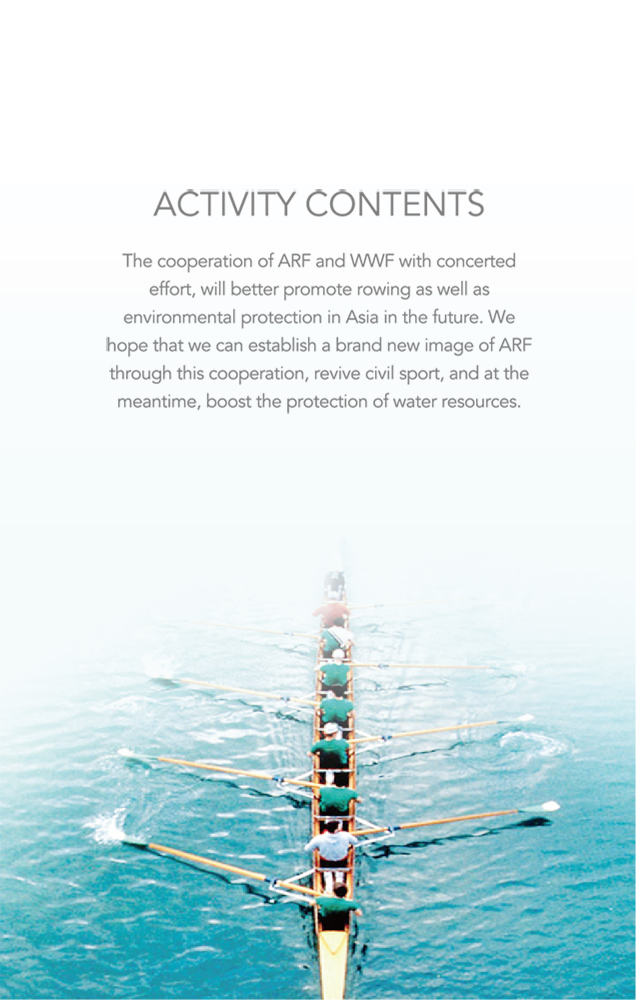 ACTIVITY CONTENTS
The cooperation of ARF and WWF with concerted
effort, will better promote rowing as well as
environmental protection in Asia in the future. We
hope that we can establish a brand new image of ARF
through this cooperation, revive civil sport, and at the
meantime, boost the protection of water resources.